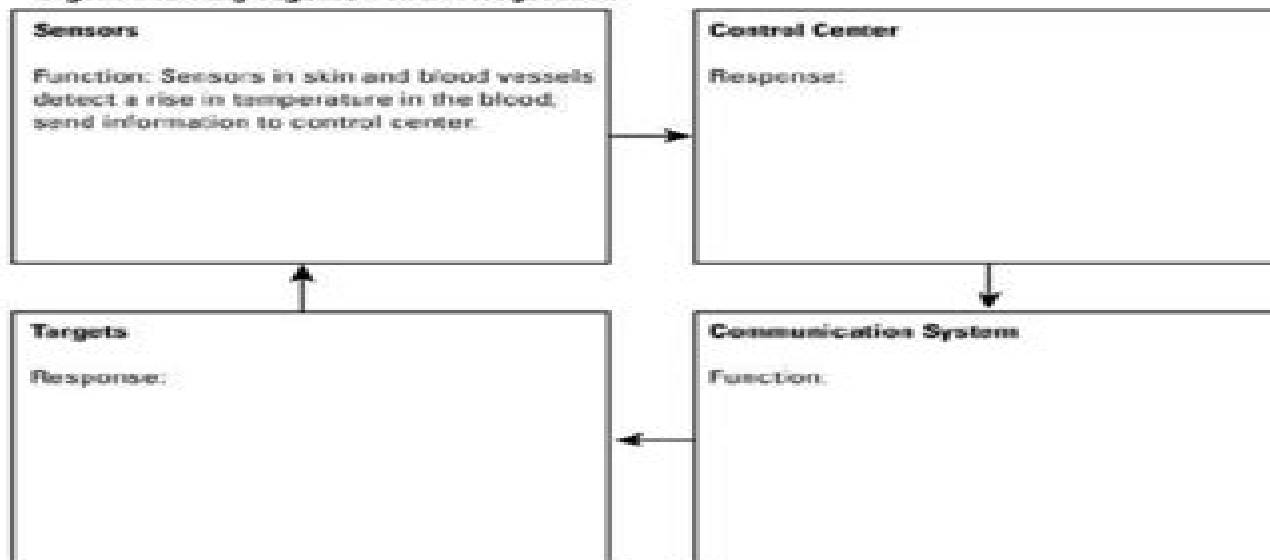 Sensors
Function: Sensors in skin and blood vessels
detect a rise in temperature in the blood,
send information to control center.
Control Center
Response:
Targets
Response:
Communication System
Function: